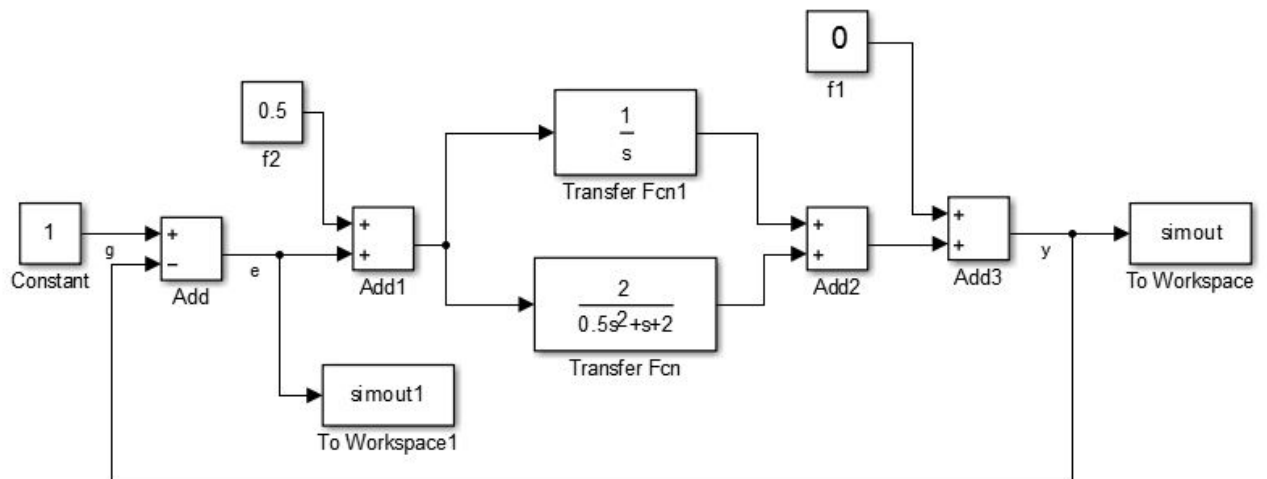 0
f1
0.5
f2
1
s
Transfer Fcn1
1
g
Constant
+
−
Add
e
+
+
Add1
2
0.5s²+s+2
Transfer Fcn
+
+
Add2
+
+
Add3
y
simout
To Workspace
simout1
To Workspace1